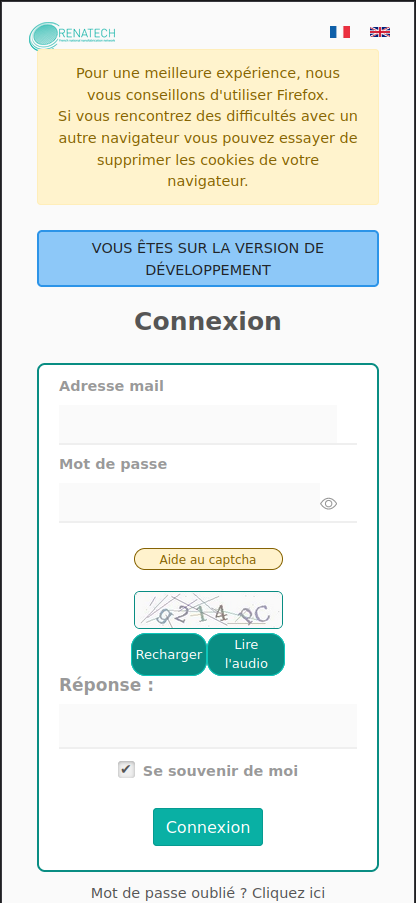 RENATECH
Pour une meilleure expérience, nous
vous conseillons d'utiliser Firefox.
Si vous rencontrez des difficultés avec un
autre navigateur vous pouvez essayer de
supprimer les cookies de votre
navigateur.
VOUS ÊTES SUR LA VERSION DE
DÉVELOPPEMENT
Connexion
Adresse mail
Mot de passe
Aide au captcha
Recharger
Lire
l'audio
Réponse :
Se souvenir de moi
Connexion
Mot de passe oublié ? Cliquez ici